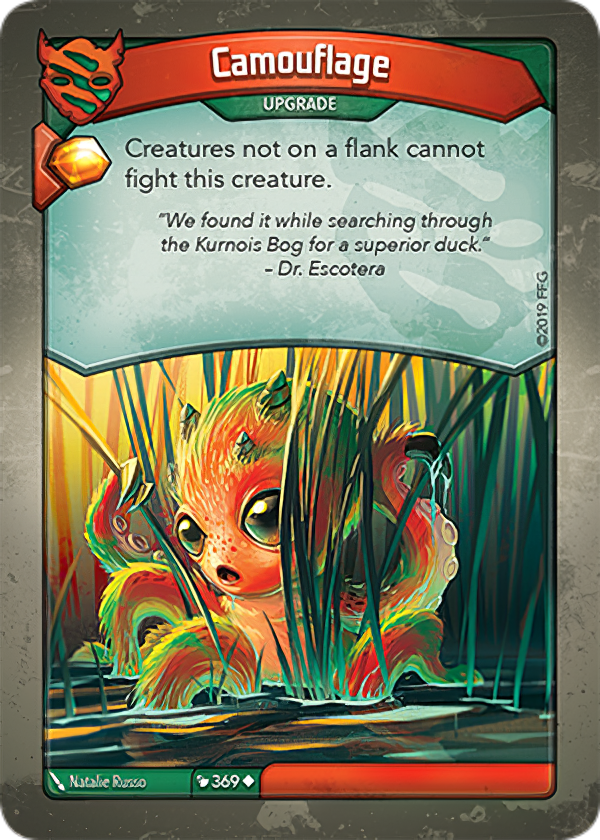 Camouflage
UPGRADE
Creatures not on a flank cannot
fight this creature.
"We found it while searching through
the Kurnois Bog for a superior duck."
– Dr. Escotera
©2019 FFG
Natalie Russo
369